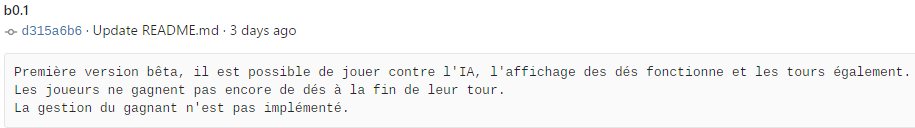 b0.1
d315a6b6 · Update README.md · 3 days ago
Première version bêta, il est possible de jouer contre l'IA, l'affichage des dés fonctionne et les tours également.
Les joueurs ne gagnent pas encore de dés à la fin de leur tour.
La gestion du gagnant n'est pas implémenté.